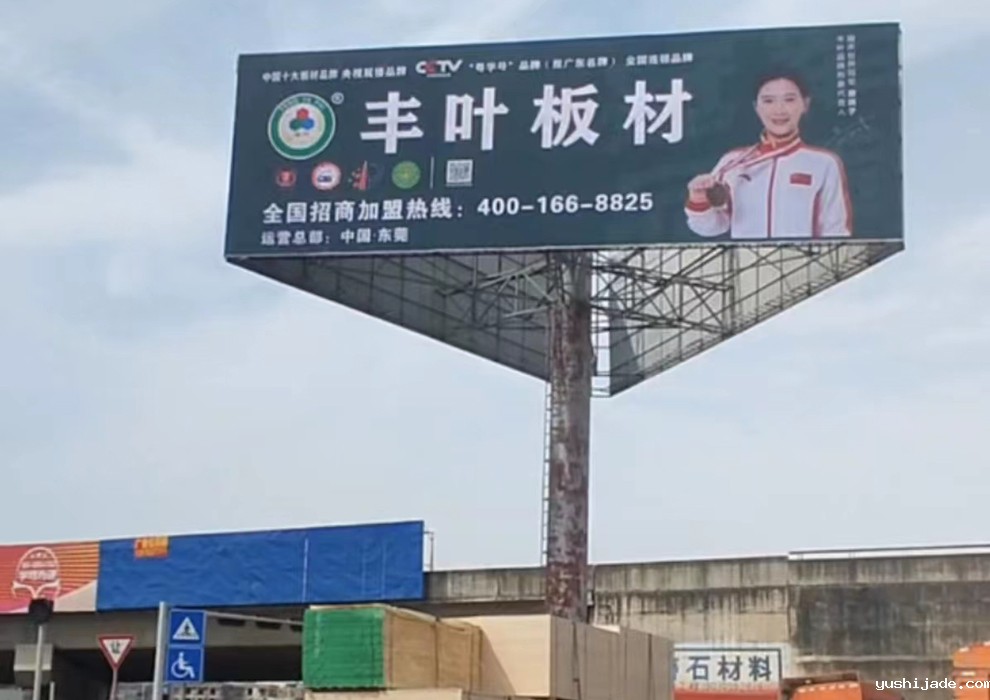 中国十大板材品牌 央视展播品牌 CCTV "粤字号"品牌(原广东名牌) 全国连锁品牌
丰叶板材
®
全国招商加盟热线：400-166-8825
运营总部：中国·东莞
让
石材料
yushijade.com